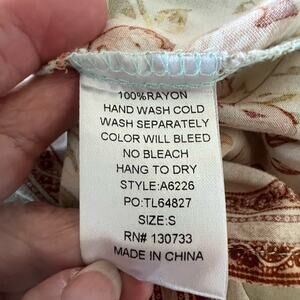 100%RAYON
HAND WASH COLD
WASH SEPARATELY
COLOR WILL BLEED
NO BLEACH
HANG TO DRY
STYLE:A6226
PO:TL64827
SIZE:S
RN# 130733
MADE IN CHINA